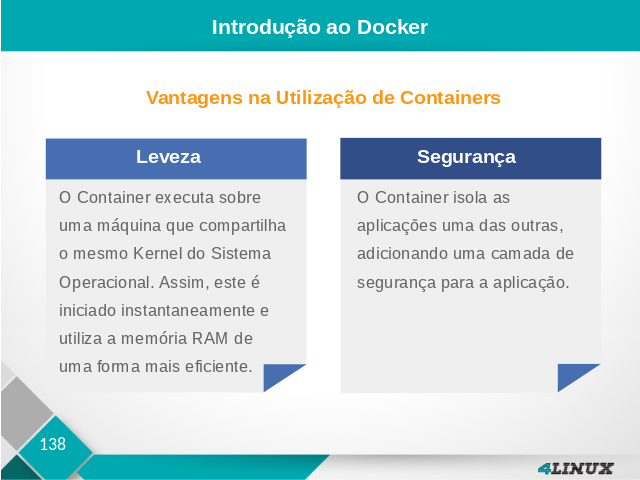 Introdução ao Docker
Vantagens na Utilização de Containers
Leveza
O Container executa sobre
uma máquina que compartilha
o mesmo Kernel do Sistema
Operacional. Assim, este é
iniciado instantaneamente e
utiliza a memória RAM de
uma forma mais eficiente.
Segurança
O Container isola as
aplicações uma das outras,
adicionando uma camada de
segurança para a aplicação.
138
4LINUX